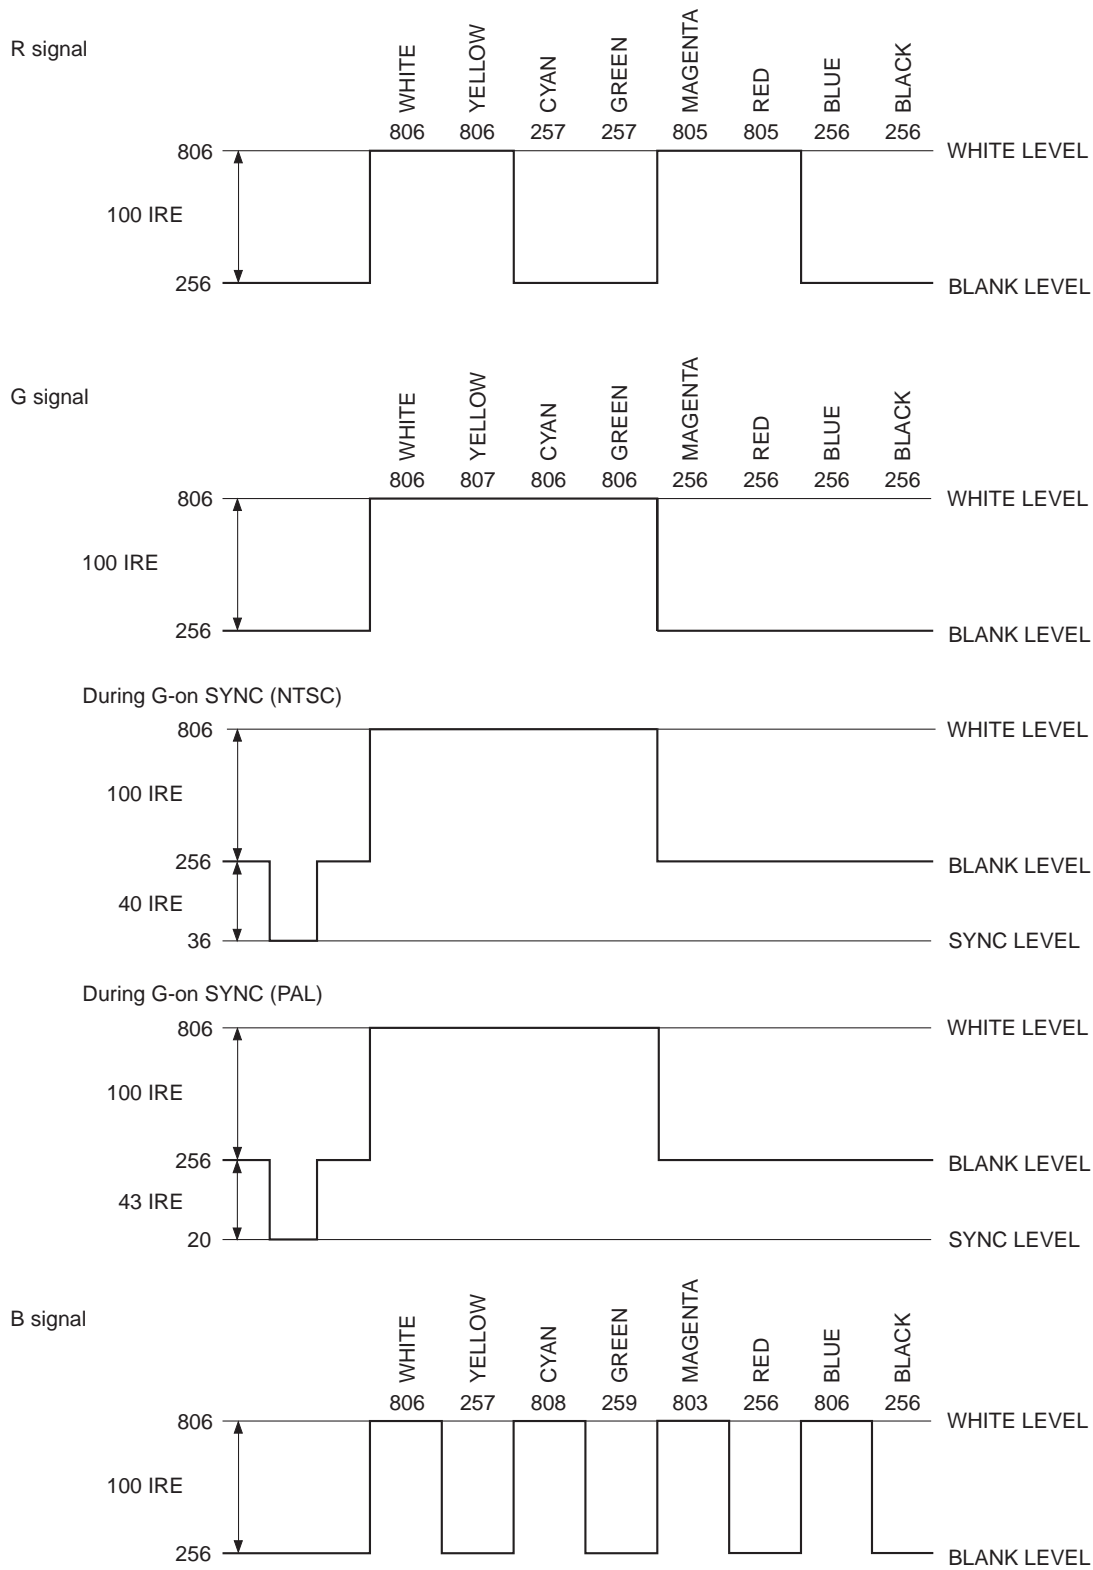 R signal
WHITE YELLOW CYAN GREEN MAGENTA RED BLUE BLACK
806 806 257 257 805 805 256 256
806 WHITE LEVEL
100 IRE
256 BLANK LEVEL
G signal
WHITE YELLOW CYAN GREEN MAGENTA RED BLUE BLACK
806 807 806 806 256 256 256 256
806 WHITE LEVEL
100 IRE
256 BLANK LEVEL
During G-on SYNC (NTSC)
806 WHITE LEVEL
100 IRE
256 BLANK LEVEL
40 IRE
36 SYNC LEVEL
During G-on SYNC (PAL)
806 WHITE LEVEL
100 IRE
256 BLANK LEVEL
43 IRE
20 SYNC LEVEL
B signal
WHITE YELLOW CYAN GREEN MAGENTA RED BLUE BLACK
806 257 808 259 803 256 806 256
806 WHITE LEVEL
100 IRE
256 BLANK LEVEL